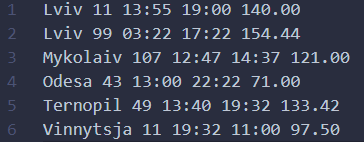 1 Lviv 11 13:55 19:00 140.00
2 Lviv 99 03:22 17:22 154.44
3 Mykolaiv 107 12:47 14:37 121.00
4 Odesa 43 13:00 22:22 71.00
5 Ternopil 49 13:40 19:32 133.42
6 Vinnytsja 11 19:32 11:00 97.50